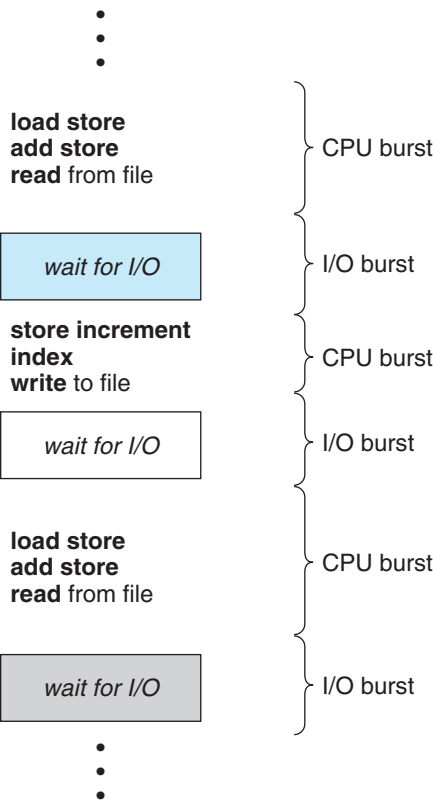 load store
add store
read from file
CPU burst
wait for I/O
I/O burst
store increment
index
write to file
CPU burst
wait for I/O
I/O burst
load store
add store
read from file
CPU burst
wait for I/O
I/O burst